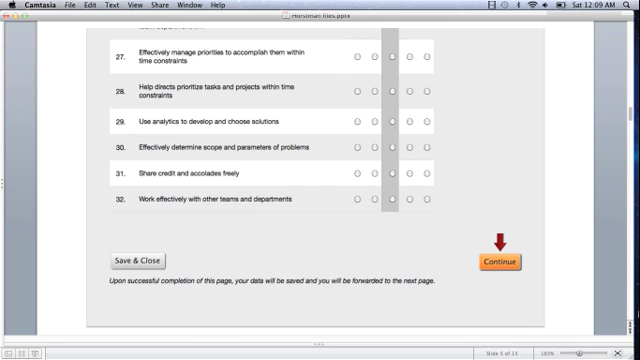 Camtasia File Edit Text Share Window Help Sat 12:09 AM
Horstman files.pptx
27. Effectively manage priorities to accomplish them within
time constraints
28. Help directs prioritize tasks and projects within time
constraints
29. Use analytics to develop and choose solutions
30. Effectively determine scope and parameters of problems
31. Share credit and accolades freely
32. Work effectively with other teams and departments
Save & Close
Continue
Upon successful completion of this page, your data will be saved and you will be forwarded to the next page.
Slide 5 of 13
165%